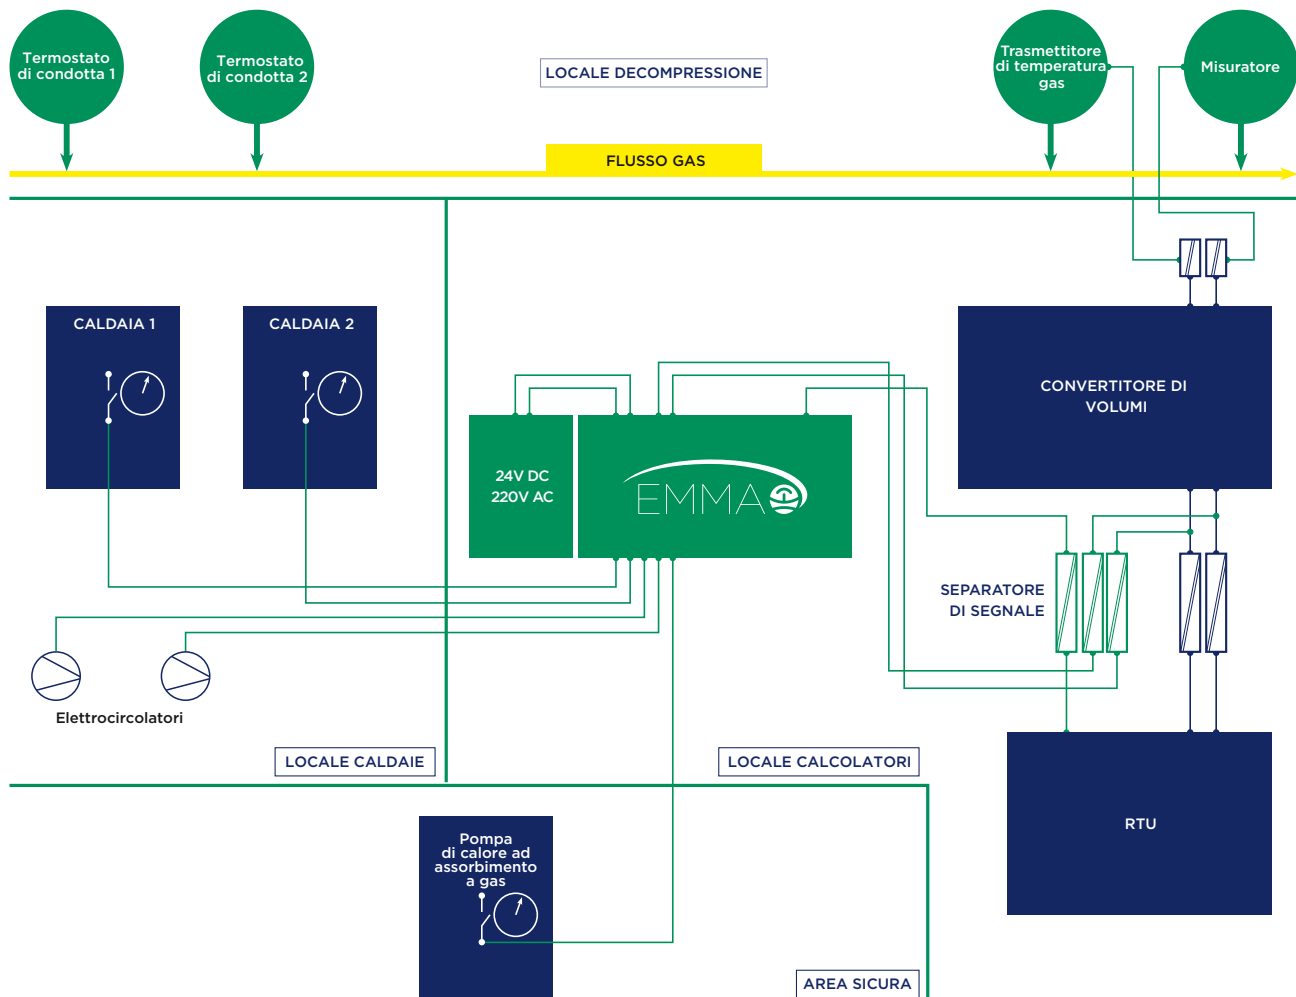 Termostato
di condotta 1
Termostato
di condotta 2
LOCALE DECOMPRESSIONE
Trasmettitore
di temperatura
gas
Misuratore
FLUSSO GAS
CALDAIA 1
CALDAIA 2
CONVERTITORE DI
VOLUMI
24V DC
220V AC
EMMA
SEPARATORE
DI SEGNALE
Elettrocircolatori
LOCALE CALDAIE
LOCALE CALCOLATORI
RTU
Pompa
di calore ad
assorbimento
a gas
AREA SICURA